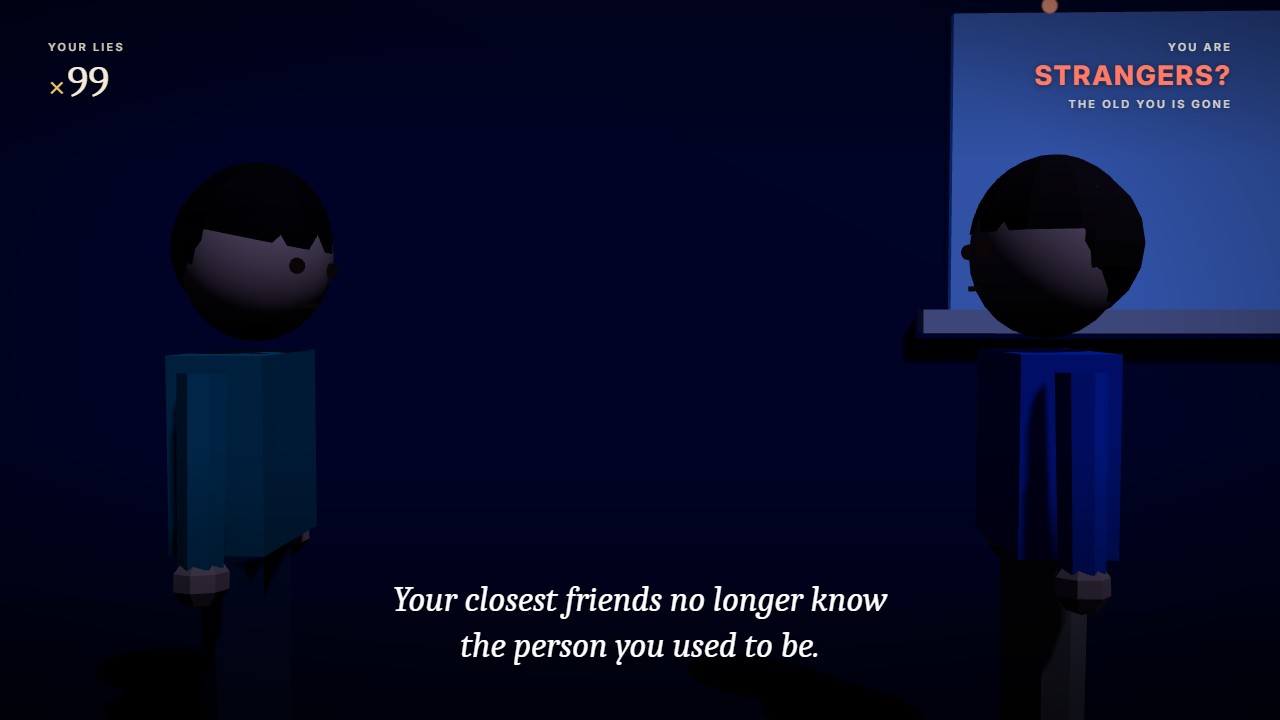 YOUR LIES
×99
YOU ARE
STRANGERS?
THE OLD YOU IS GONE
Your closest friends no longer know
the person you used to be.